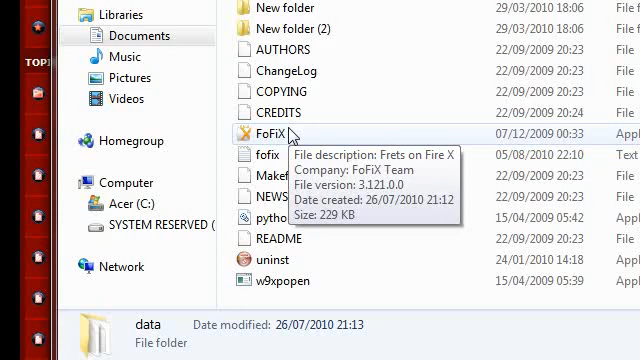 Libraries
Documents
Music
Pictures
Videos
Homegroup
Computer
Acer (C:)
SYSTEM RESERVED (
Network
TOPI
New folder 29/03/2010 18:06 File f
New folder (2) 29/03/2010 18:06 File f
AUTHORS 22/09/2009 20:23 File
ChangeLog 22/09/2009 20:23 File
COPYING 22/09/2009 20:23 File
CREDITS 22/09/2009 20:24 File
FoFiX 07/12/2009 00:33 Appl
fofix 05/08/2010 22:10 Text
Makef 22/09/2009 20:23 File
NEWS 22/09/2009 20:23 File
pytho 15/04/2009 05:42 Appl
README 22/09/2009 20:23 File
uninst 24/01/2010 14:18 Appl
w9xpopen 15/04/2009 05:39 Appl
File description: Frets on Fire X
Company: FoFiX Team
File version: 3.121.0.0
Date created: 26/07/2010 21:12
Size: 229 KB
data Date modified: 26/07/2010 21:13
File folder